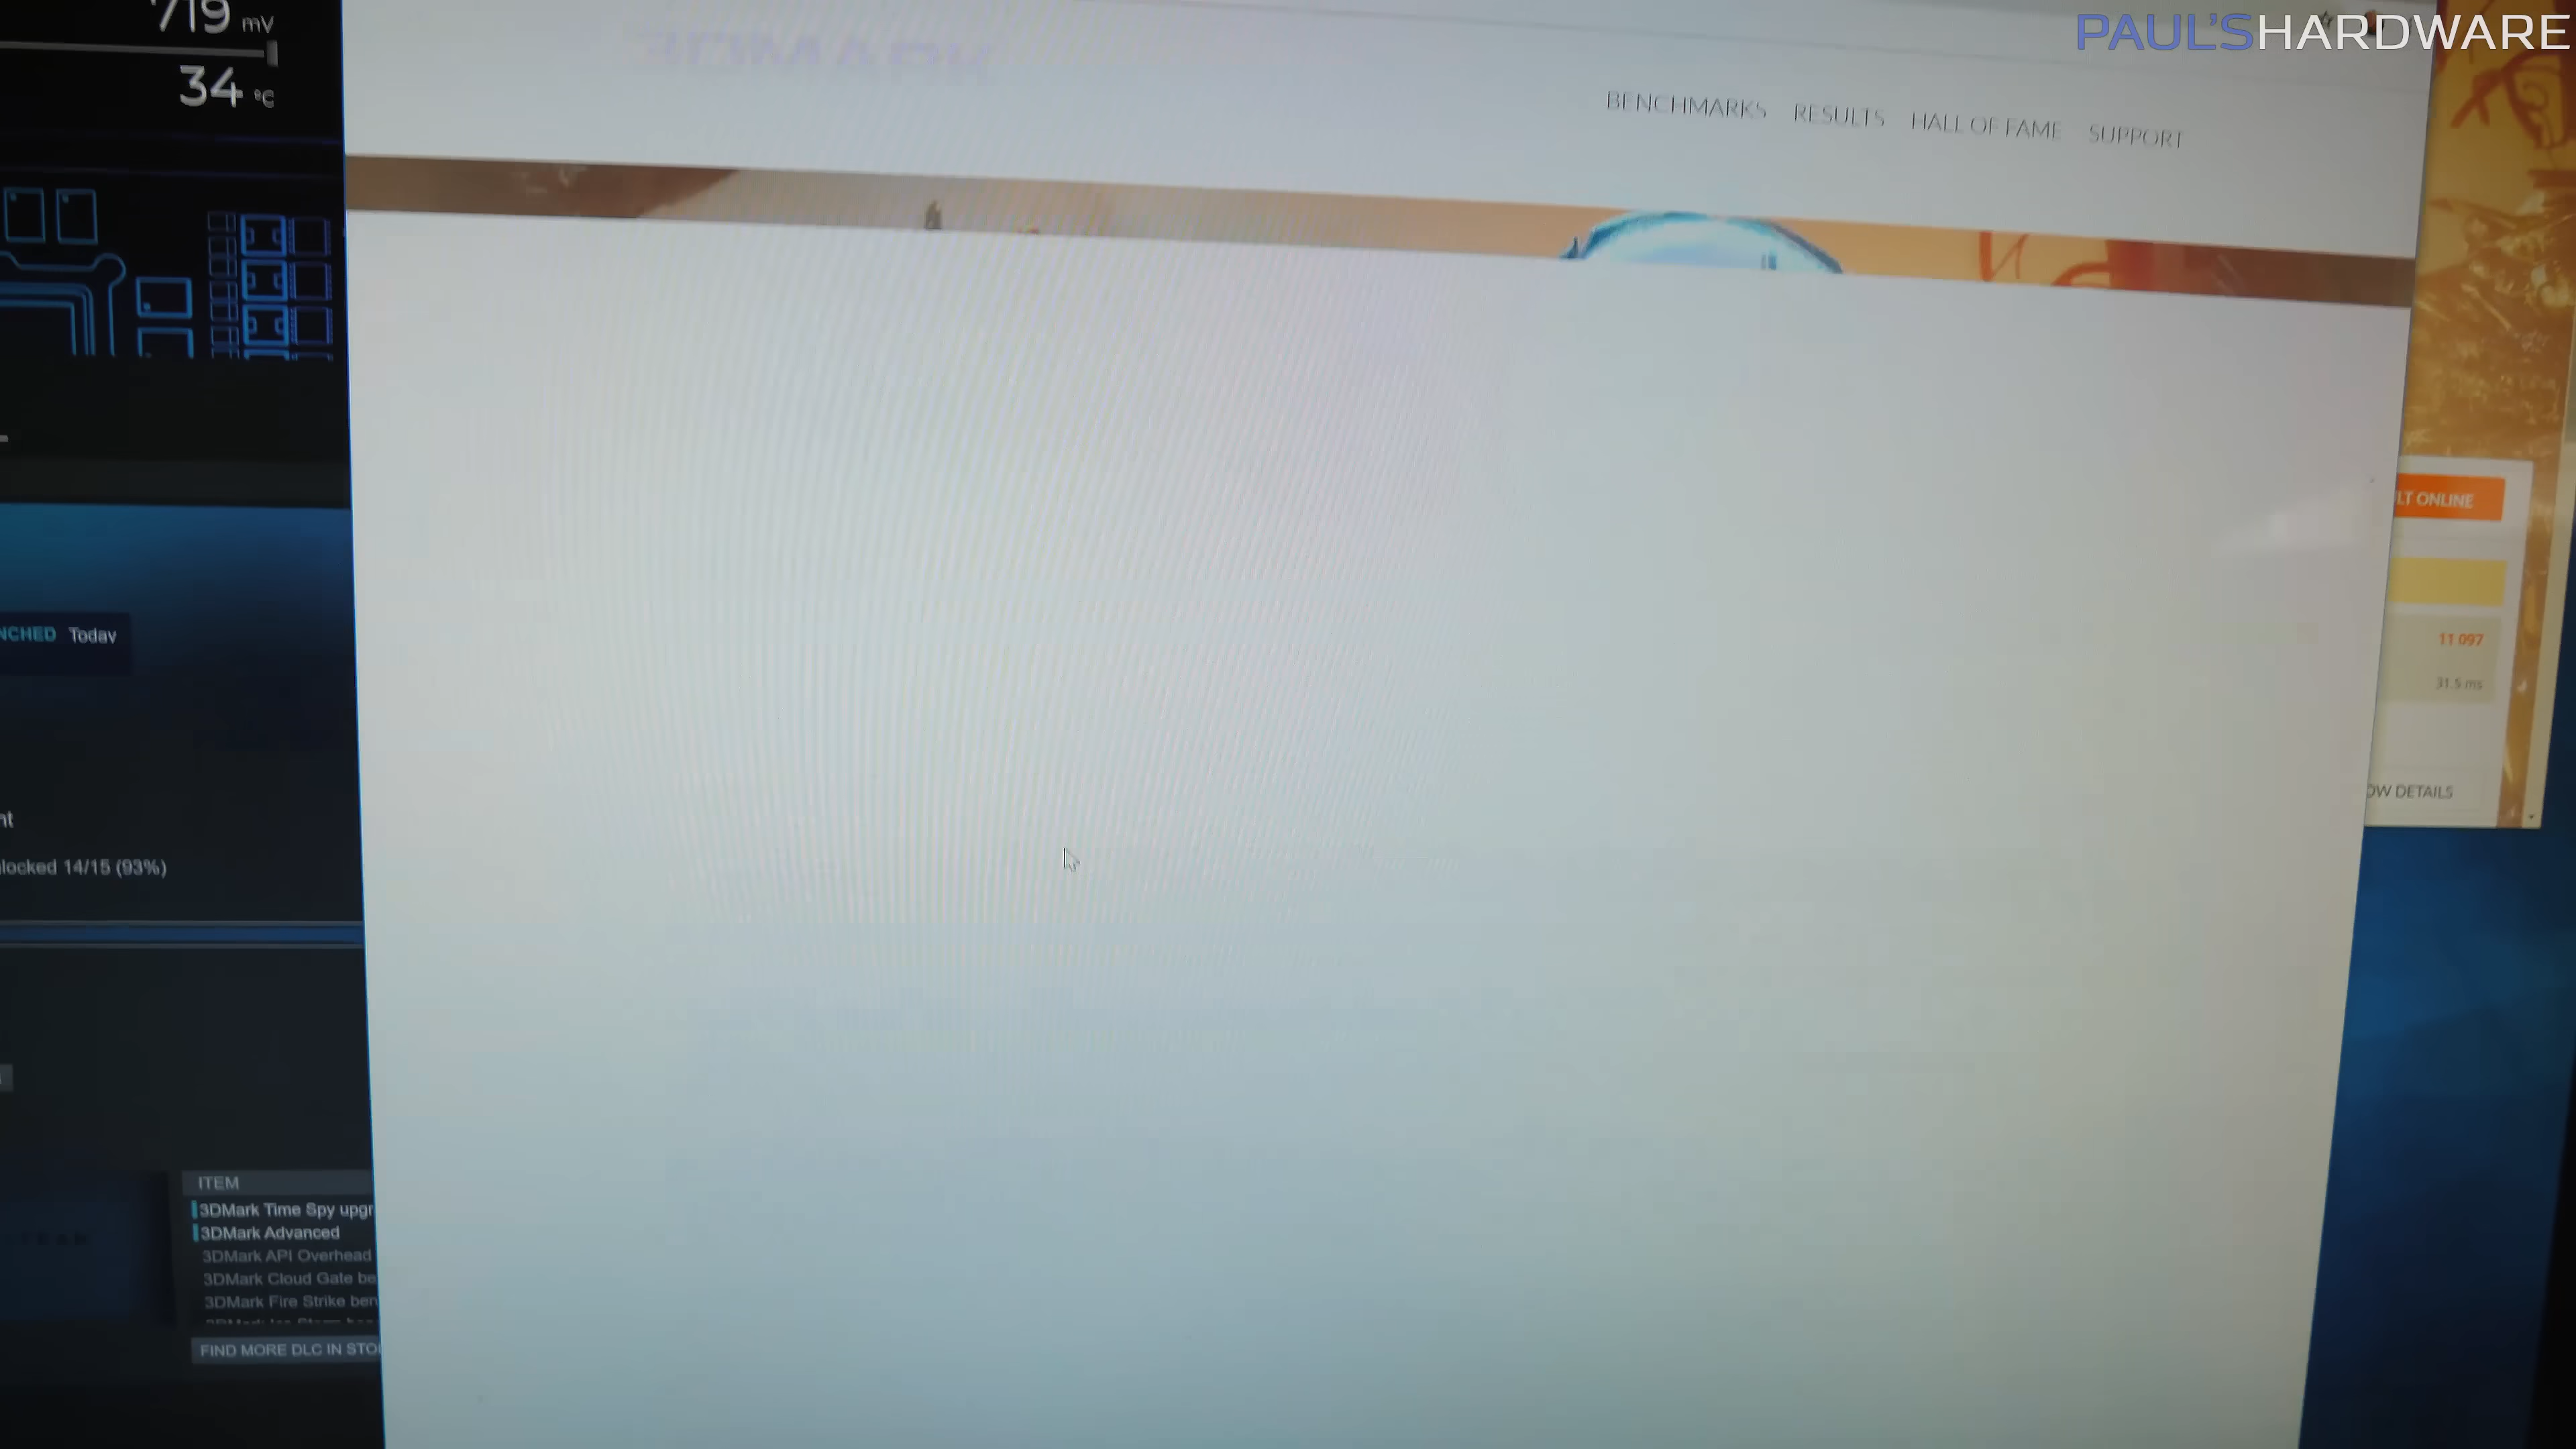 PAUL'SHARDWARE
719 mV
34 °C
3DMARK
BENCHMARKS RESULTS HALL OF FAME SUPPORT
LT ONLINE
NCHED Today
11 097
31.5 ms
OW DETAILS
nt
locked 14/15 (93%)
ITEM
3DMark Time Spy upgr
3DMark Advanced
3DMark API Overhead
3DMark Cloud Gate be
3DMark Fire Strike ben
FIND MORE DLC IN STO